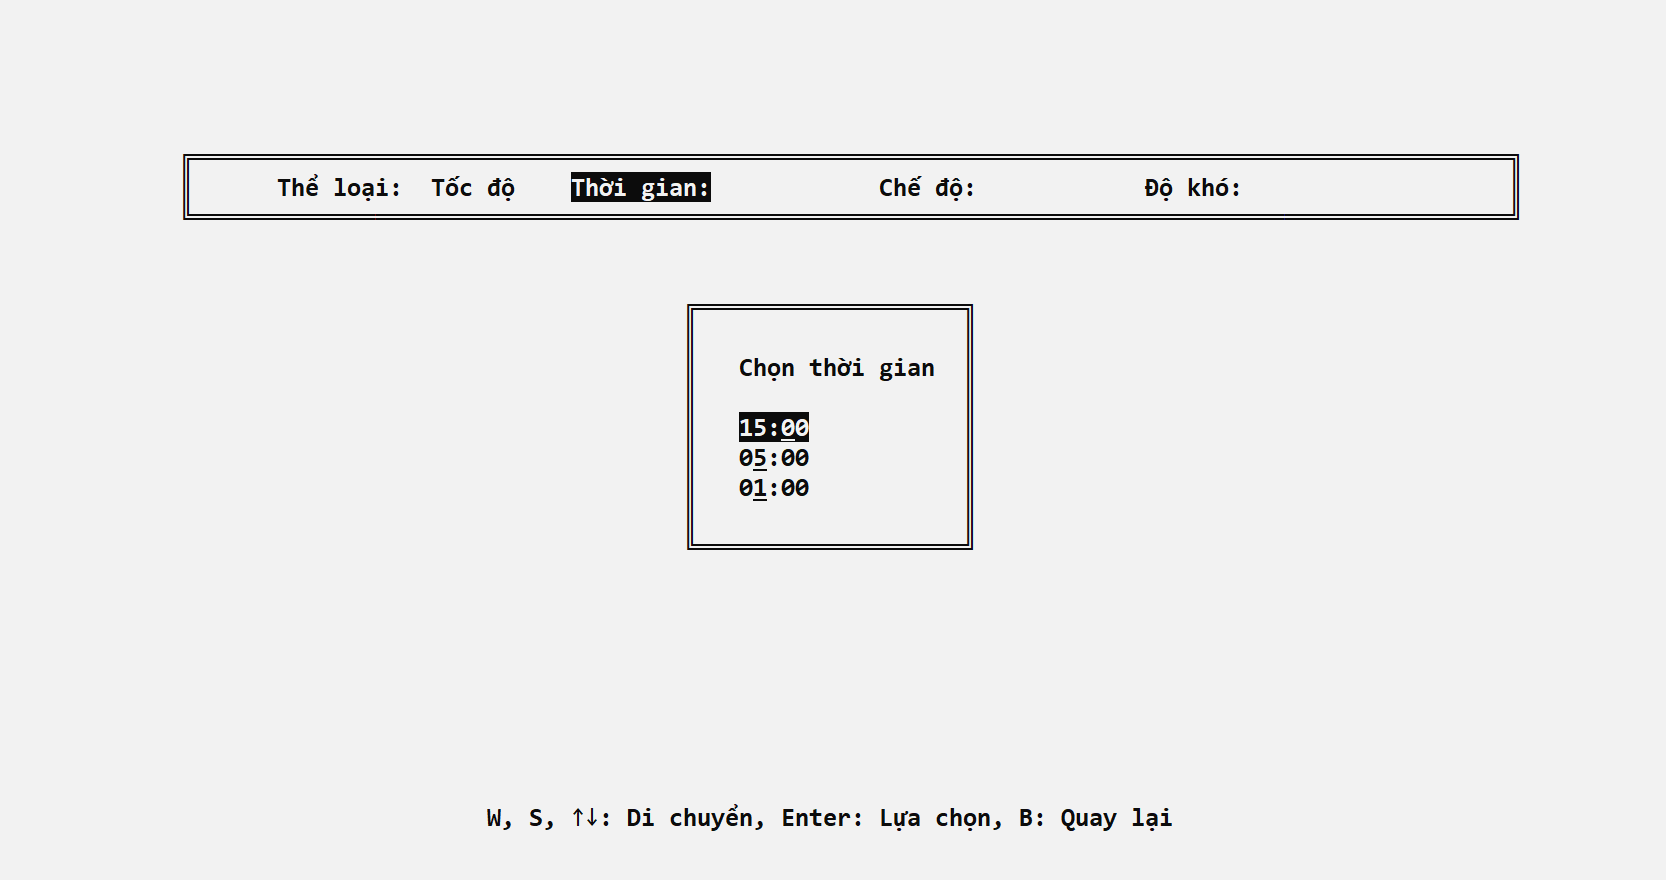 Thể loại: Tốc độ Thời gian: Chế độ: Độ khó:
Chọn thời gian
15:00
05:00
01:00
W, S, ↑↓: Di chuyển, Enter: Lựa chọn, B: Quay lại